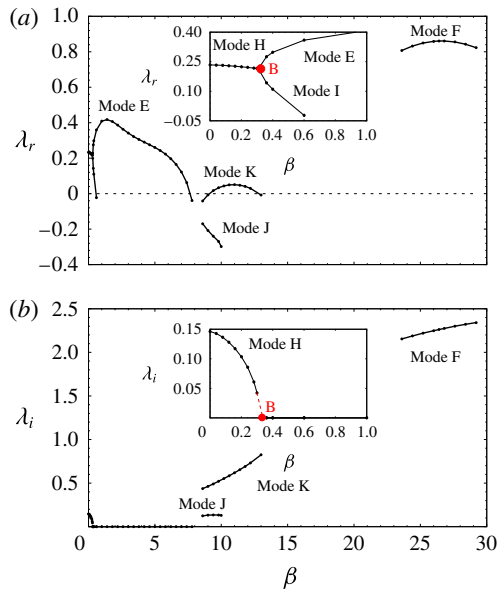 (a)
1.0
0.8
0.6
0.4
0.2
0
−0.2
−0.4
λr
Mode E
Mode K
Mode J
Mode F
0.40
0.25
0.10
−0.05
λr
Mode H
B
Mode E
Mode I
0 0.2 0.4 0.6 0.8 1.0
β
(b)
2.5
2.0
1.5
1.0
0.5
λi
Mode F
Mode J
Mode K
0.15
0.10
0.05
λi
Mode H
B
0 0.2 0.4 0.6 0.8 1.0
β
0 5 10 15 20 25 30
β